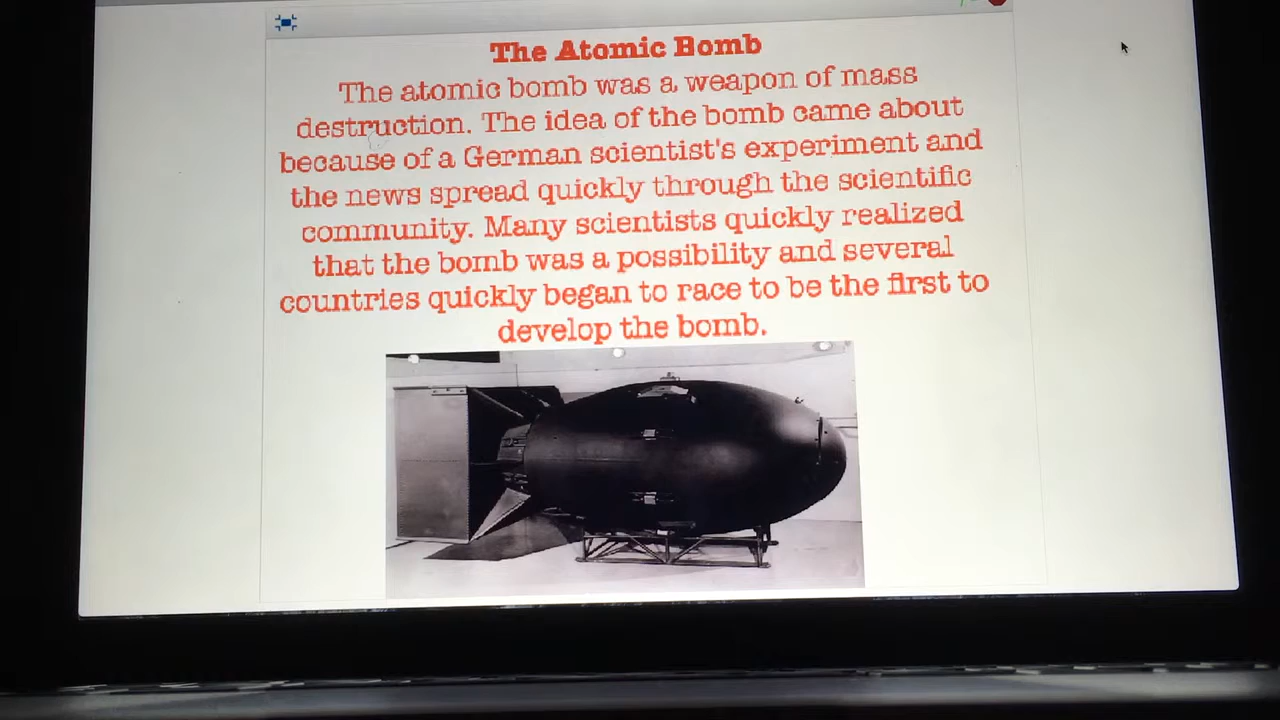 The Atomic Bomb
The atomic bomb was a weapon of mass
destruction. The idea of the bomb came about
because of a German scientist's experiment and
the news spread quickly through the scientific
community. Many scientists quickly realized
that the bomb was a possibility and several
countries quickly began to race to be the first to
develop the bomb.